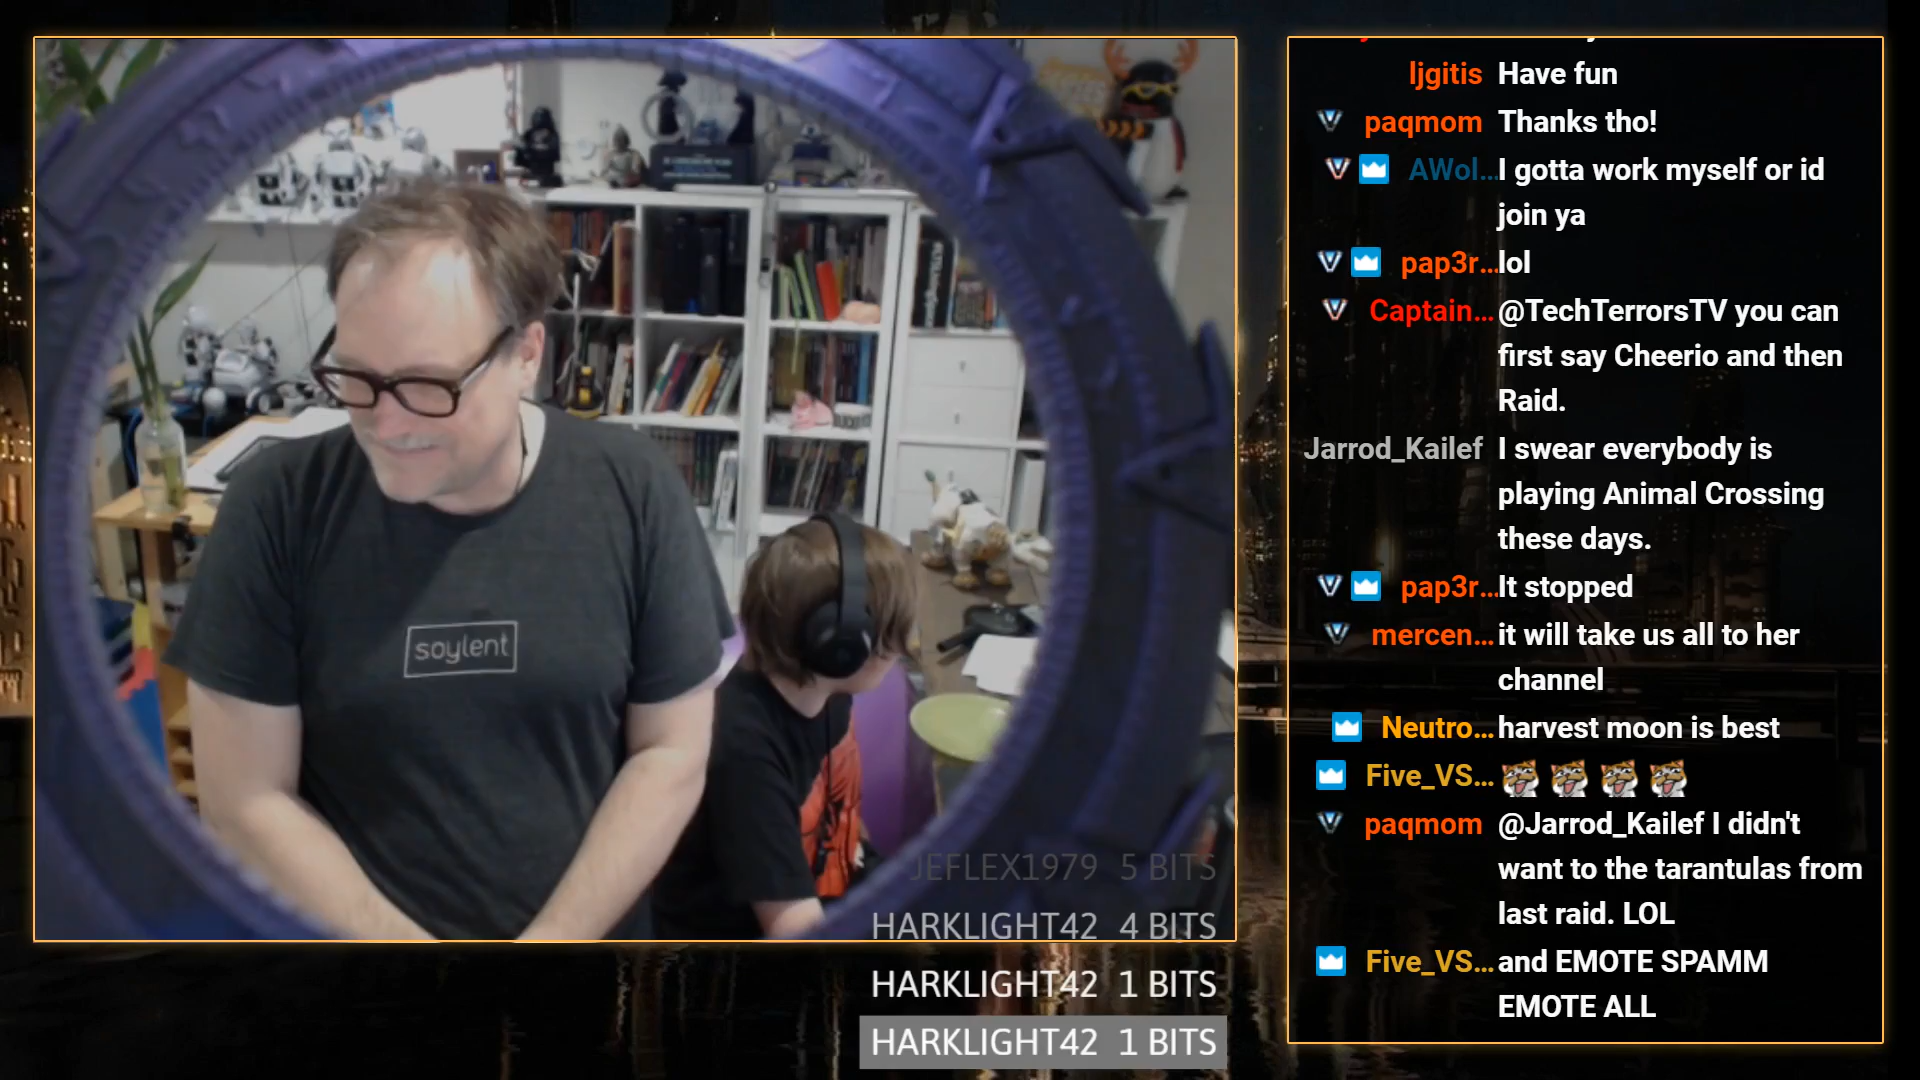 soylent
JEFLEX1979 5 BITS
HARKLIGHT42 4 BITS
HARKLIGHT42 1 BITS
HARKLIGHT42 1 BITS
ljgitis Have fun
paqmom Thanks tho!
AWol... I gotta work myself or id
join ya
pap3r... lol
Captain... @TechTerrorsTV you can
first say Cheerio and then
Raid.
Jarrod_Kailef I swear everybody is
playing Animal Crossing
these days.
pap3r... It stopped
mercen... it will take us all to her
channel
Neutro... harvest moon is best
Five_VS...
paqmom @Jarrod_Kailef I didn't
want to the tarantulas from
last raid. LOL
Five_VS... and EMOTE SPAMM
EMOTE ALL